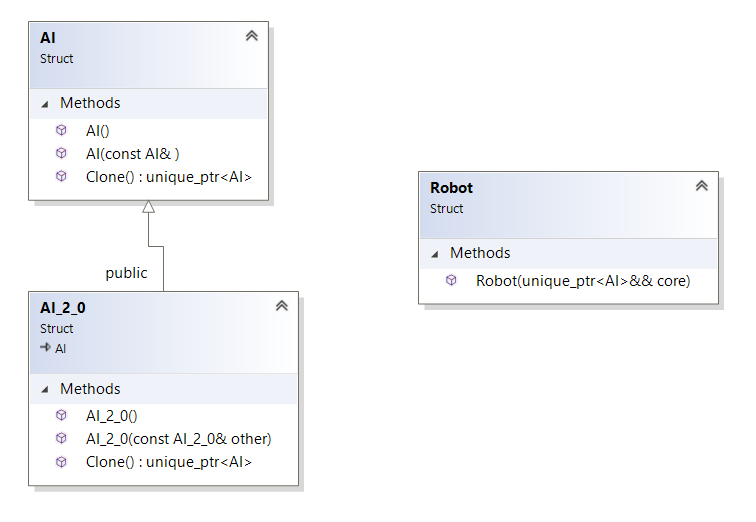 AI
Struct
Methods
AI()
AI(const AI& )
Clone() : unique_ptr<AI>
public
AI_2_0
Struct
AI
Methods
AI_2_0()
AI_2_0(const AI_2_0& other)
Clone() : unique_ptr<AI>
Robot
Struct
Methods
Robot(unique_ptr<AI>&& core)